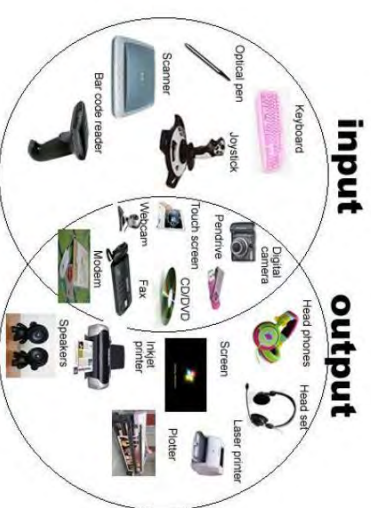 input
output
Keyboard
Optical pen
Scanner
Joystick
Bar code reader
Digital
camera
Pendrive
Touch screen
Webcam
CD/DVD
Fax
Modem
Head phones
Head set
Screen
Laser printer
Inkjet
printer
Plotter
Speakers